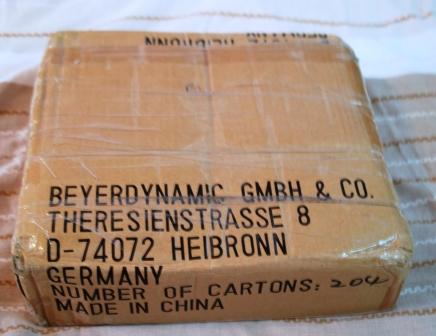 BEYERDYNAMIC GMBH & CO.
THERESIENSTRASSE 8
D-74072 HEIBRONN
GERMANY
NUMBER OF CARTONS: 204
MADE IN CHINA